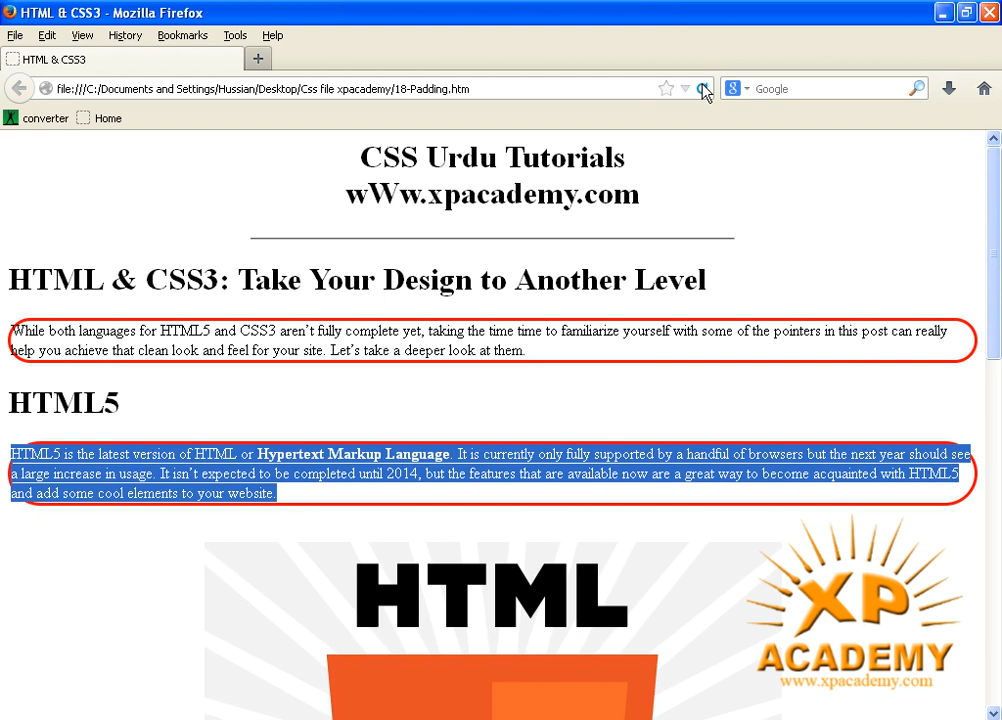 HTML & CSS3 - Mozilla Firefox
File Edit View History Bookmarks Tools Help
HTML & CSS3
file:///C:/Documents and Settings/Hussian/Desktop/Css file xpacademy/18-Padding.htm
8 Google
converter Home
CSS Urdu Tutorials
wWw.xpacademy.com
HTML & CSS3: Take Your Design to Another Level
While both languages for HTML5 and CSS3 aren't fully complete yet, taking the time time to familiarize yourself with some of the pointers in this post can really
help you achieve that clean look and feel for your site. Let's take a deeper look at them.
HTML5
HTML5 is the latest version of HTML or Hypertext Markup Language. It is currently only fully supported by a handful of browsers but the next year should see
a large increase in usage. It isn't expected to be completed until 2014, but the features that are available now are a great way to become acquainted with HTML5
and add some cool elements to your website.
HTML
XP
ACADEMY
www.xpacademy.com